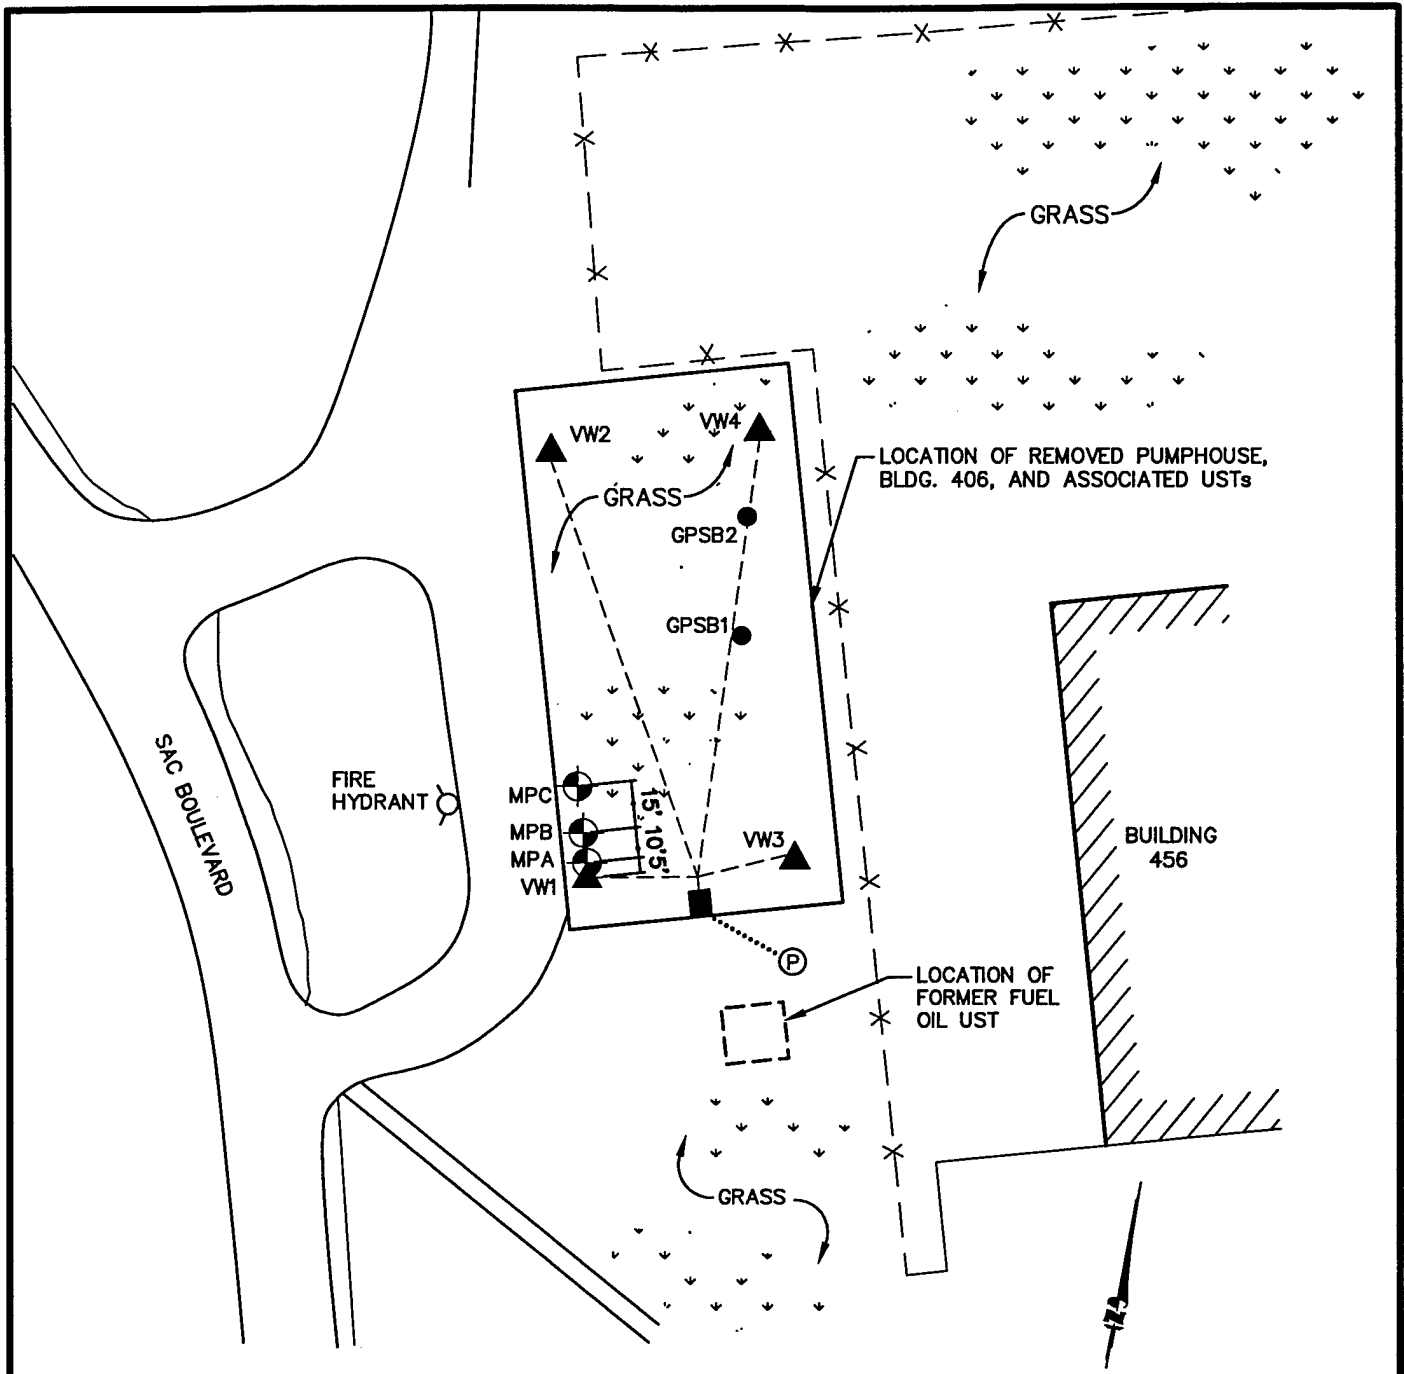 GRASS
VW2
VW4
LOCATION OF REMOVED PUMPHOUSE,
BLDG. 406, AND ASSOCIATED USTs
GRASS
GPSB2
GPSB1
SAC BOULEVARD
FIRE
HYDRANT
MPC
MPB
MPA
VW1
15'
10'
5'
VW3
BUILDING
456
P
LOCATION OF
FORMER FUEL
OIL UST
GRASS
N